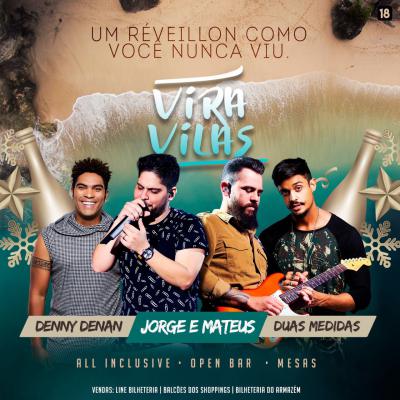 18
UM RÉVEILLON COMO
VOCÊ NUNCA VIU.
VIRA
VILAS
DENNY DENAN JORGE E MATEUS DUAS MEDIDAS
ALL INCLUSIVE • OPEN BAR • MESAS
VENDAS: LINE BILHETERIA | BALCÕES DOS SHOPPINGS | BILHETERIA DO ARMAZÉM